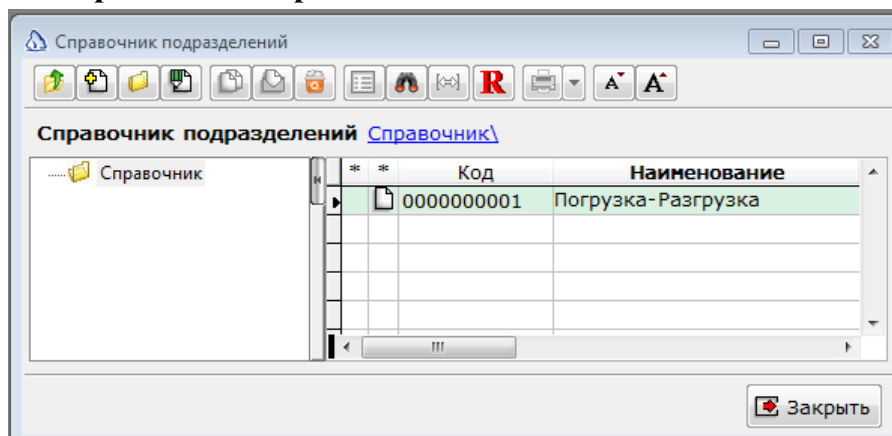 Справочник подразделений
R A A
Справочник подразделений Справочник\
Справочник
* * Код Наименование
0000000001 Погрузка-Разгрузка
Закрыть